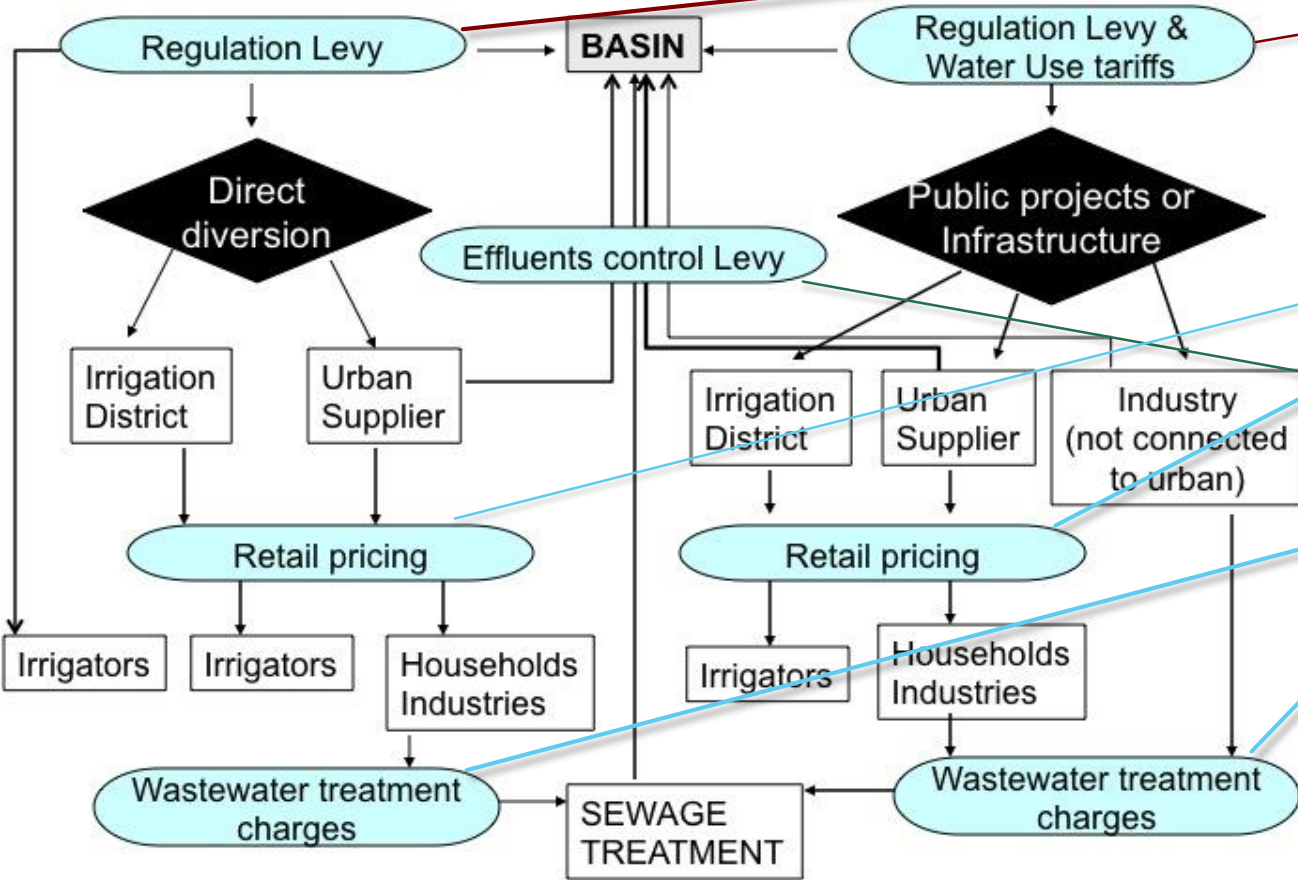 Regulation Levy
BASIN
Regulation Levy &
Water Use tariffs
Direct
diversion
Public projects or
Infrastructure
Effluents control Levy
Irrigation
District
Urban
Supplier
Irrigation
District
Urban
Supplier
Industry
(not connected
to urban)
Retail pricing
Retail pricing
Irrigators
Irrigators
Households
Industries
Irrigators
Households
Industries
Wastewater treatment
charges
SEWAGE
TREATMENT
Wastewater treatment
charges